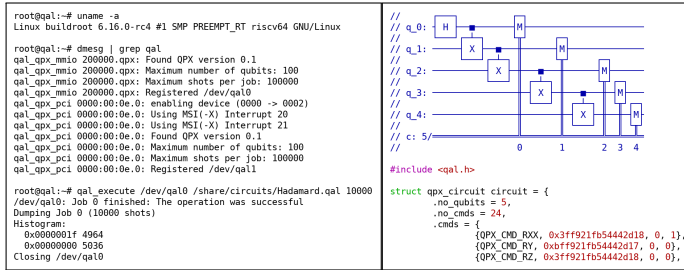 root@qal:~# uname -a
Linux buildroot 6.16.0-rc4 #1 SMP PREEMPT_RT riscv64 GNU/Linux
root@qal:~# dmesg | grep qal
qal_qpx_mmio 200000.qpx: Found QPX version 0.1
qal_qpx_mmio 200000.qpx: Maximum number of qubits: 100
qal_qpx_mmio 200000.qpx: Maximum shots per job: 100000
qal_qpx_mmio 200000.qpx: Registered /dev/qal0
qal_qpx_pci 0000:00:0e.0: enabling device (0000 -> 0002)
qal_qpx_pci 0000:00:0e.0: Using MSI(-X) Interrupt 20
qal_qpx_pci 0000:00:0e.0: Using MSI(-X) Interrupt 21
qal_qpx_pci 0000:00:0e.0: Found QPX version 0.1
qal_qpx_pci 0000:00:0e.0: Maximum number of qubits: 100
qal_qpx_pci 0000:00:0e.0: Maximum shots per job: 100000
qal_qpx_pci 0000:00:0e.0: Registered /dev/qal1
root@qal:~# qal_execute /dev/qal0 /share/circuits/Hadamard.qal 10000
/dev/qal0: Job 0 finished: The operation was successful
Dumping Job 0 (10000 shots)
Histogram:
0x0000001f 4964
0x00000000 5036
Closing /dev/qal0
//
// q_0: H M
//
// q_1: X M
//
// q_2: X M
//
// q_3: X M
//
// q_4: X M
//
// c: 5/
// 0 1 2 3 4
#include <qal.h>
struct qpx_circuit circuit = {
.no_qubits = 5,
.no_cmds = 24,
.cmds = {
{QPX_CMD_RXX, 0x3ff921fb54442d18, 0, 1},
{QPX_CMD_RY, 0xbff921fb54442d17, 0, 0},
{QPX_CMD_RZ, 0x3ff921fb54442d18, 0, 0},